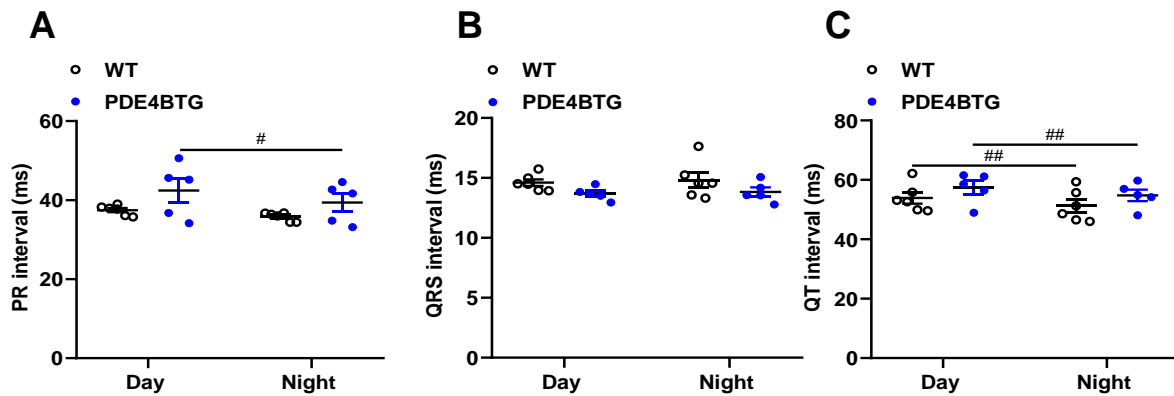 A
WT
PDE4BTG
PR interval (ms)
60
40
20
0
#
Day
Night
B
WT
PDE4BTG
QRS interval (ms)
20
15
10
5
0
Day
Night
C
WT
PDE4BTG
QT interval (ms)
80
60
40
20
0
##
##
Day
Night